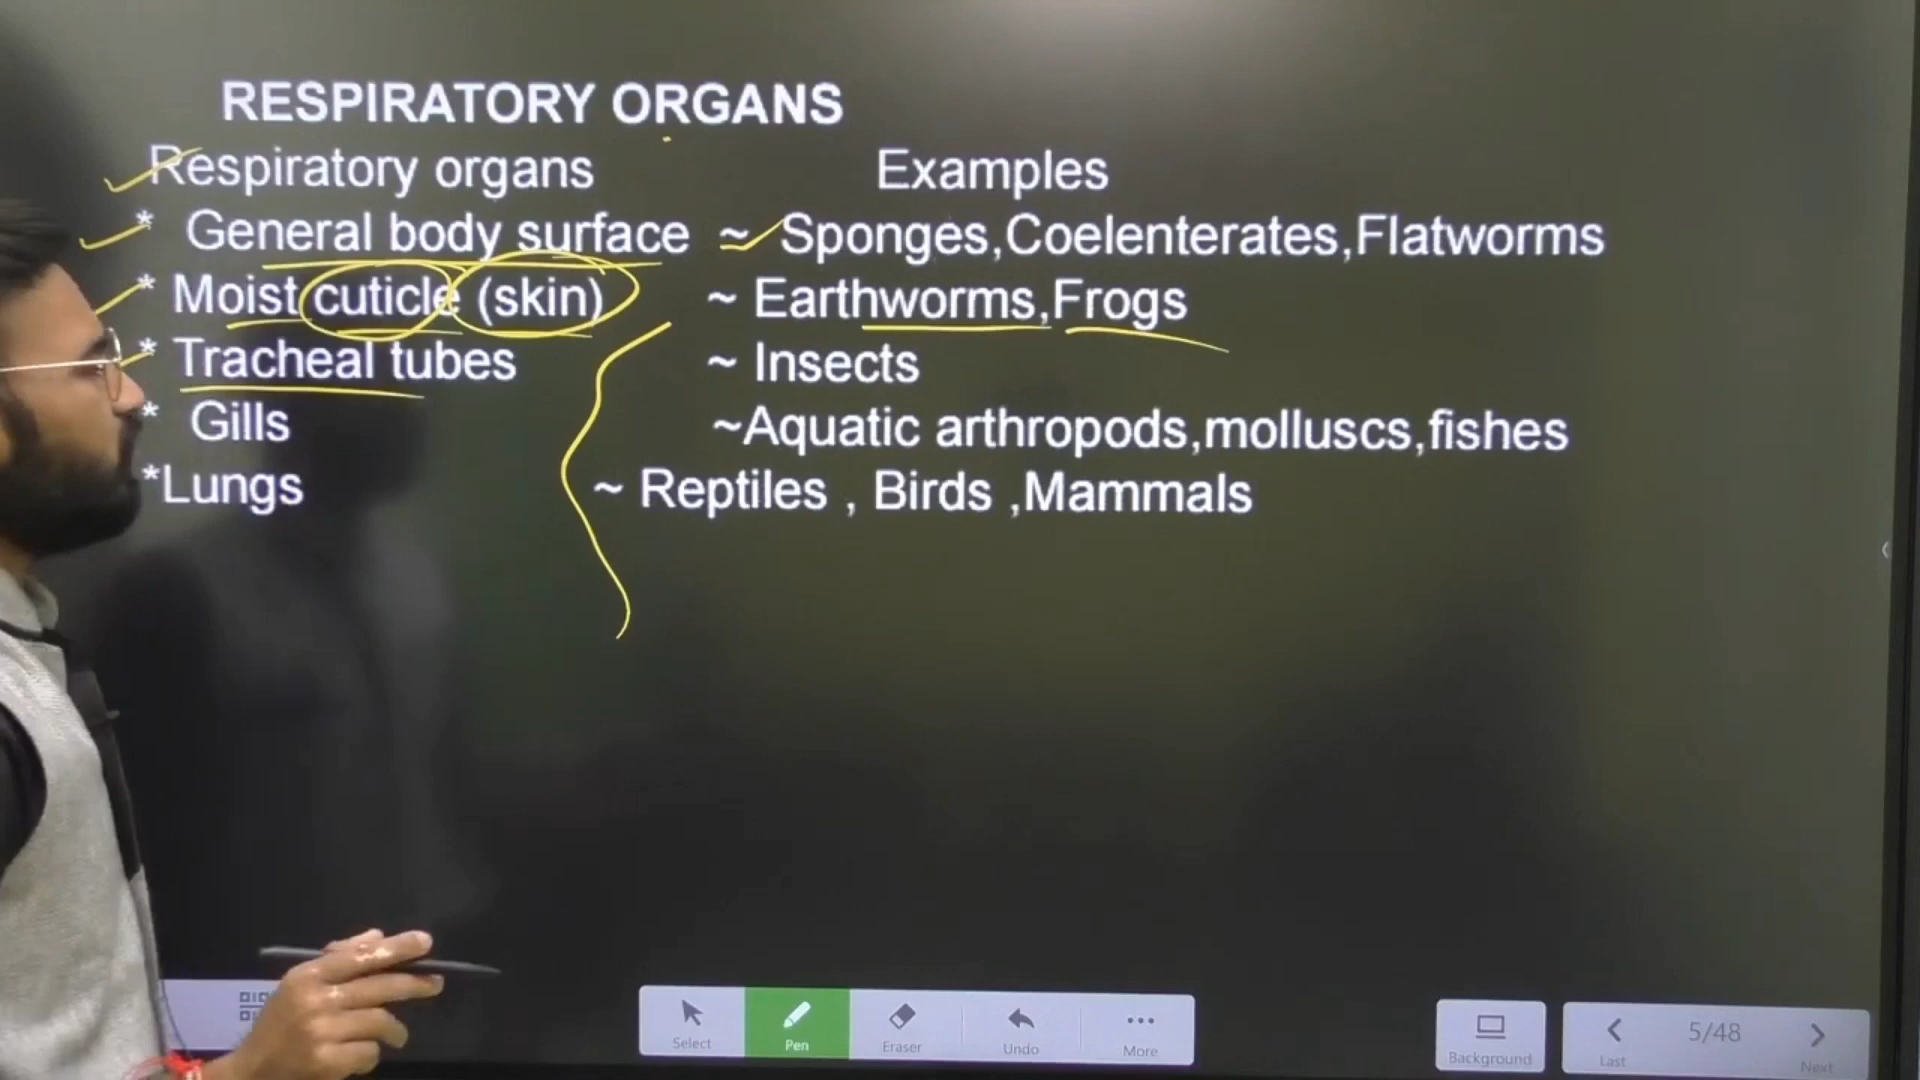 RESPIRATORY ORGANS
Respiratory organs Examples
* General body surface ~ Sponges,Coelenterates,Flatworms
* Moist cuticle (skin) ~ Earthworms,Frogs
* Tracheal tubes ~ Insects
* Gills ~Aquatic arthropods,molluscs,fishes
*Lungs ~ Reptiles , Birds ,Mammals
Select Pen Eraser Undo More Background Last 5/48 Next